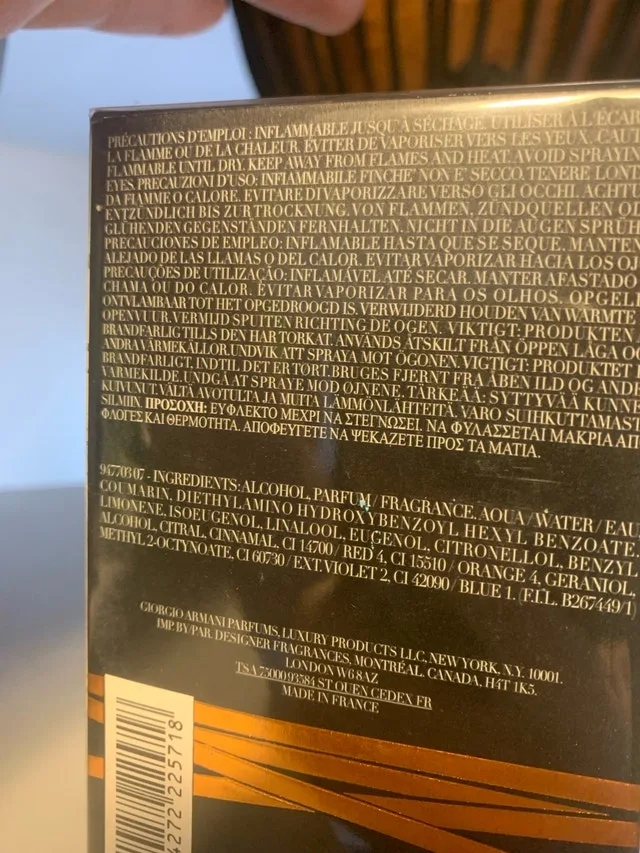 PRÉCAUTIONS D'EMPLOI : INFLAMMABLE JUSQU'À SÉCHAGE. UTILISER À L'ÉCAR
LA FLAMME OU DE LA CHALEUR. ÉVITER DE VAPORISER VERS LES YEUX. CAUT
FLAMMABLE UNTIL DRY. KEEP AWAY FROM FLAMES AND HEAT. AVOID SPRAYIN
EYES. PRECAUZIONI D'USO: INFIAMMABILE FINCHE' NON E' SECCO. TENERE LONT
DA FIAMME O CALORE. EVITARE DI VAPORIZZARE VERSO GLI OCCHI. ACHTU
ENTZÜNDLICH BIS ZUR TROCKNUNG. VON FLAMMEN, ZÜNDQUELLEN O
GLÜHENDEN GEGENSTÄNDEN FERNHALTEN. NICHT IN DIE AUGEN SPRÜH
PRECAUCIONES DE EMPLEO: INFLAMABLE HASTA QUE SE SEQUE. MANTEN
ALEJADO DE LAS LLAMAS O DEL CALOR. EVITAR VAPORIZAR HACIA LOS O
PRECAUÇÕES DE UTILIZAÇÃO: INFLAMÁVEL ATÉ SECAR. MANTER AFASTADO
CHAMA OU DO CALOR. EVITAR VAPORIZAR PARA OS OLHOS. OPGEL
ONTVLAMBAAR TOT HET OPGEDROOGD IS. VERWIJDERD HOUDEN VAN WARMTE
OPEN VUUR. VERMIJD SPUITEN RICHTING DE OGEN. VIKTIGT: PRODUKTEN
BRANDFARLIG TILLS DEN HAR TORKAT. ANVÄNDS ÅTSKILT FRÅN ÖPPEN LÅGA O
ANDRA VÄRMEKÄLLOR. UNDVIK ATT SPRAYA MOT ÖGONEN. VIGTIGT: PRODUKTET
BRANDFARLIGT, INDTIL DET ER TØRT. BRUGES FJERNT FRA ÅBEN ILD OG AND
VARMEKILDE. UNDGÅ AT SPRAYE MOD ØJNENE. TÄRKEÄÄ: SYTTYVÄÄ KUNNE
KUIVUNUT. VÄLTÄ AVOTULTA JA MUITA LÄMMÖNLÄHTEITÄ. VARO SUIHKUTTAMAST
SILMIIN. ΠΡΟΣΟΧΗ: ΕΥΦΛΕΚΤΟ ΜΕΧΡΙ ΝΑ ΣΤΕΓΝΩΣΕΙ. ΝΑ ΦΥΛΑΣΣΕΤΑΙ ΜΑΚΡΙΑ ΑΠ
ΦΛΟΓΕΣ ΚΑΙ ΘΕΡΜΟΤΗΤΑ. ΑΠΟΦΕΥΓΕΤΕ ΝΑ ΨΕΚΑΖΕΤΕ ΠΡΟΣ ΤΑ ΜΑΤΙΑ.
94770307 - INGREDIENTS: ALCOHOL, PARFUM / FRAGRANCE, AQUA / WATER / EAU
COUMARIN, DIETHYLAMINO HYDROXYBENZOYL HEXYL BENZOATE,
LIMONENE, ISOEUGENOL, LINALOOL, EUGENOL, CITRONELLOL, BENZYL
ALCOHOL, CITRAL, CINNAMAL, CI 14700 / RED 4, CI 15510 / ORANGE 4, GERANIOL,
METHYL 2-OCTYNOATE, CI 60730 / EXT. VIOLET 2, CI 42090 / BLUE 1. (F.I.L. B267449/1)
GIORGIO ARMANI PARFUMS, LUXURY PRODUCTS LLC, NEW YORK, N.Y. 10001.
IMP BY/PAR. DESIGNER FRAGRANCES, MONTRÉAL, CANADA, H4T 1K5.
LONDON W6 8AZ
TSA 75000 93584 ST OUEN CEDEX FR
MADE IN FRANCE
4272 225718